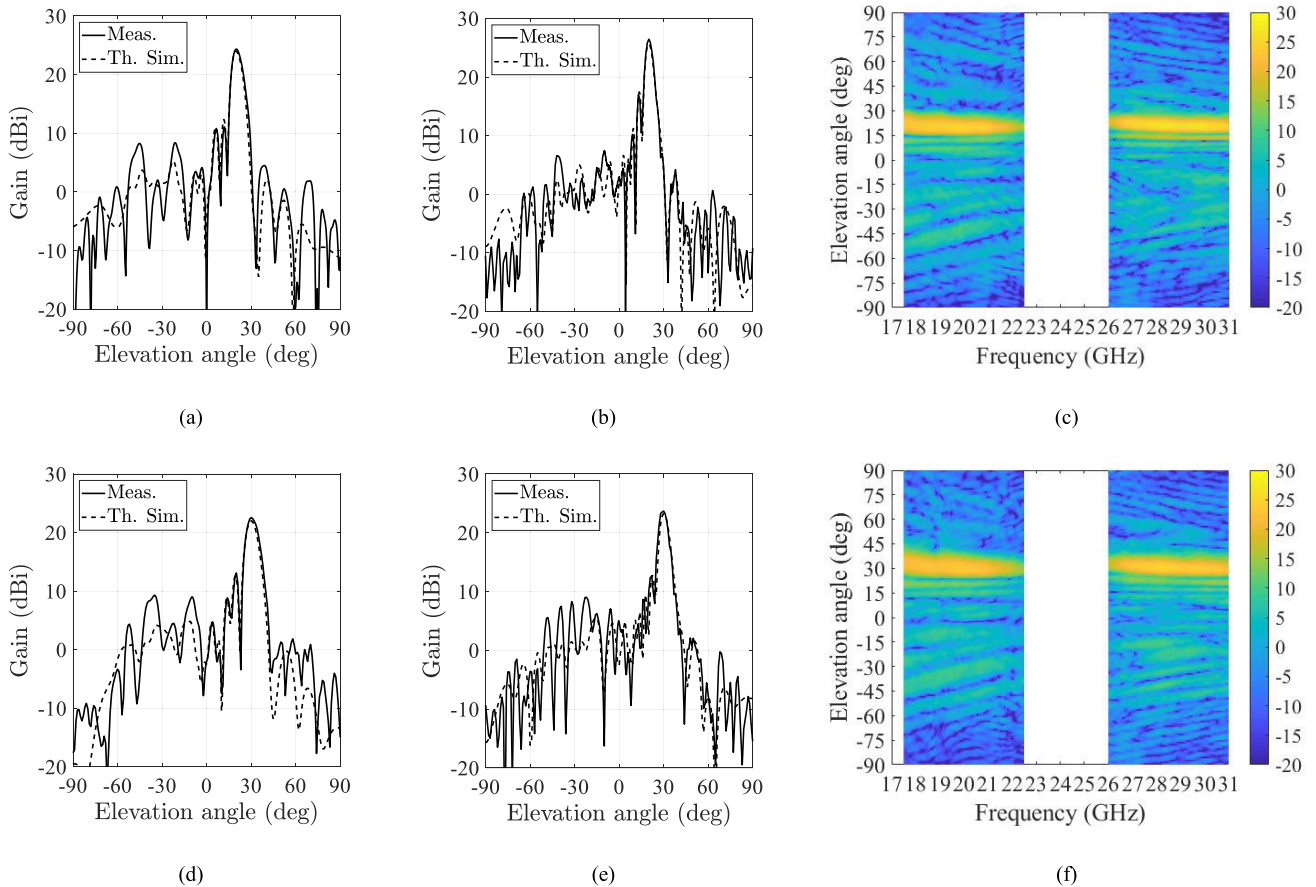 30
20
10
0
-10
-20
Gain (dBi)
Meas.
Th. Sim.
-90 -60 -30 0 30 60 90
Elevation angle (deg)
(a)
30
20
10
0
-10
-20
Gain (dBi)
Meas.
Th. Sim.
-90 -60 -30 0 30 60 90
Elevation angle (deg)
(b)
90
75
60
45
30
15
0
-15
-30
-45
-60
-75
-90
Elevation angle (deg)
17 18 19 20 21 22 23 24 25 26 27 28 29 30 31
Frequency (GHz)
30
25
20
15
10
5
0
-5
-10
-15
-20
(c)
30
20
10
0
-10
-20
Gain (dBi)
Meas.
Th. Sim.
-90 -60 -30 0 30 60 90
Elevation angle (deg)
(d)
30
20
10
0
-10
-20
Gain (dBi)
Meas.
Th. Sim.
-90 -60 -30 0 30 60 90
Elevation angle (deg)
(e)
90
75
60
45
30
15
0
-15
-30
-45
-60
-75
-90
Elevation angle (deg)
17 18 19 20 21 22 23 24 25 26 27 28 29 30 31
Frequency (GHz)
30
25
20
15
10
5
0
-5
-10
-15
-20
(f)